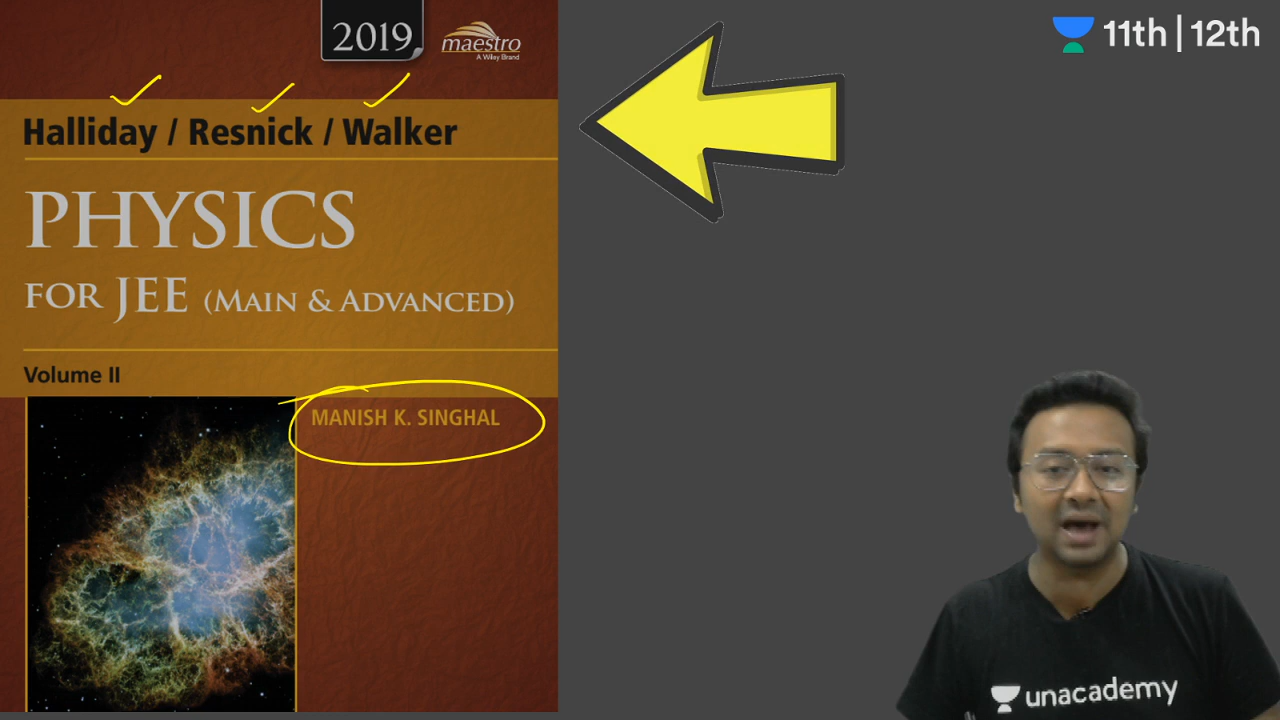 2019
maestro
A Wiley Brand
11th | 12th
Halliday / Resnick / Walker
PHYSICS
FOR JEE (MAIN & ADVANCED)
Volume II
MANISH K. SINGHAL
unacademy